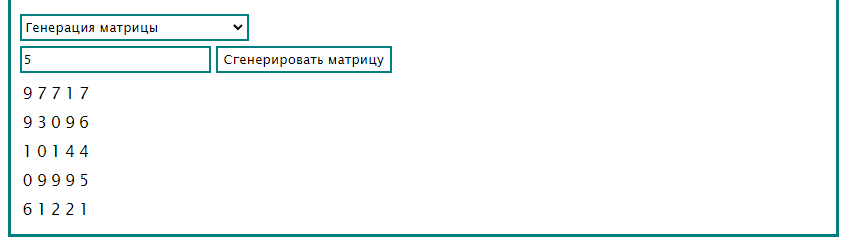 Генерация матрицы
5 Сгенерировать матрицу
9 7 7 1 7
9 3 0 9 6
1 0 1 4 4
0 9 9 9 5
6 1 2 2 1